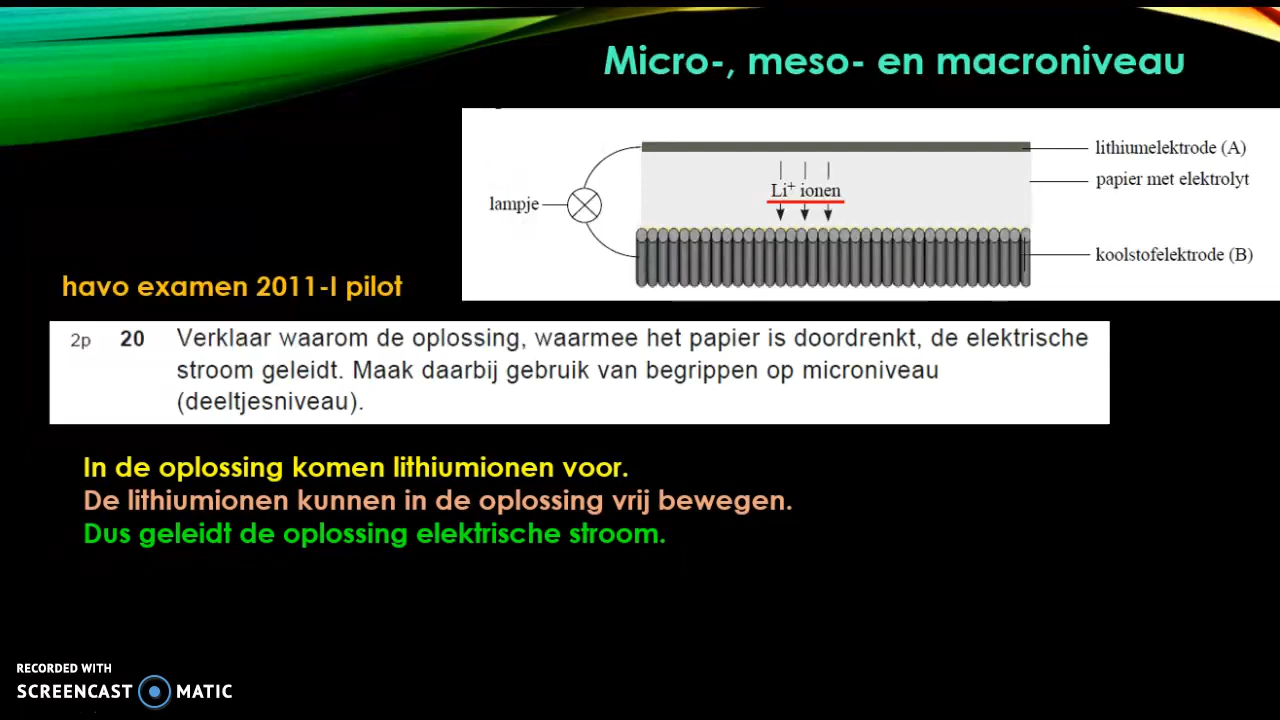 Micro-, meso- en macroniveau
lithiumelektrode (A)
papier met elektrolyt
Li+ ionen
lampje
koolstofelektrode (B)
havo examen 2011-I pilot
2p 20 Verklaar waarom de oplossing, waarmee het papier is doordrenkt, de elektrische
stroom geleidt. Maak daarbij gebruik van begrippen op microniveau
(deeltjesniveau).
In de oplossing komen lithiumionen voor.
De lithiumionen kunnen in de oplossing vrij bewegen.
Dus geleidt de oplossing elektrische stroom.
RECORDED WITH
SCREENCAST MATIC